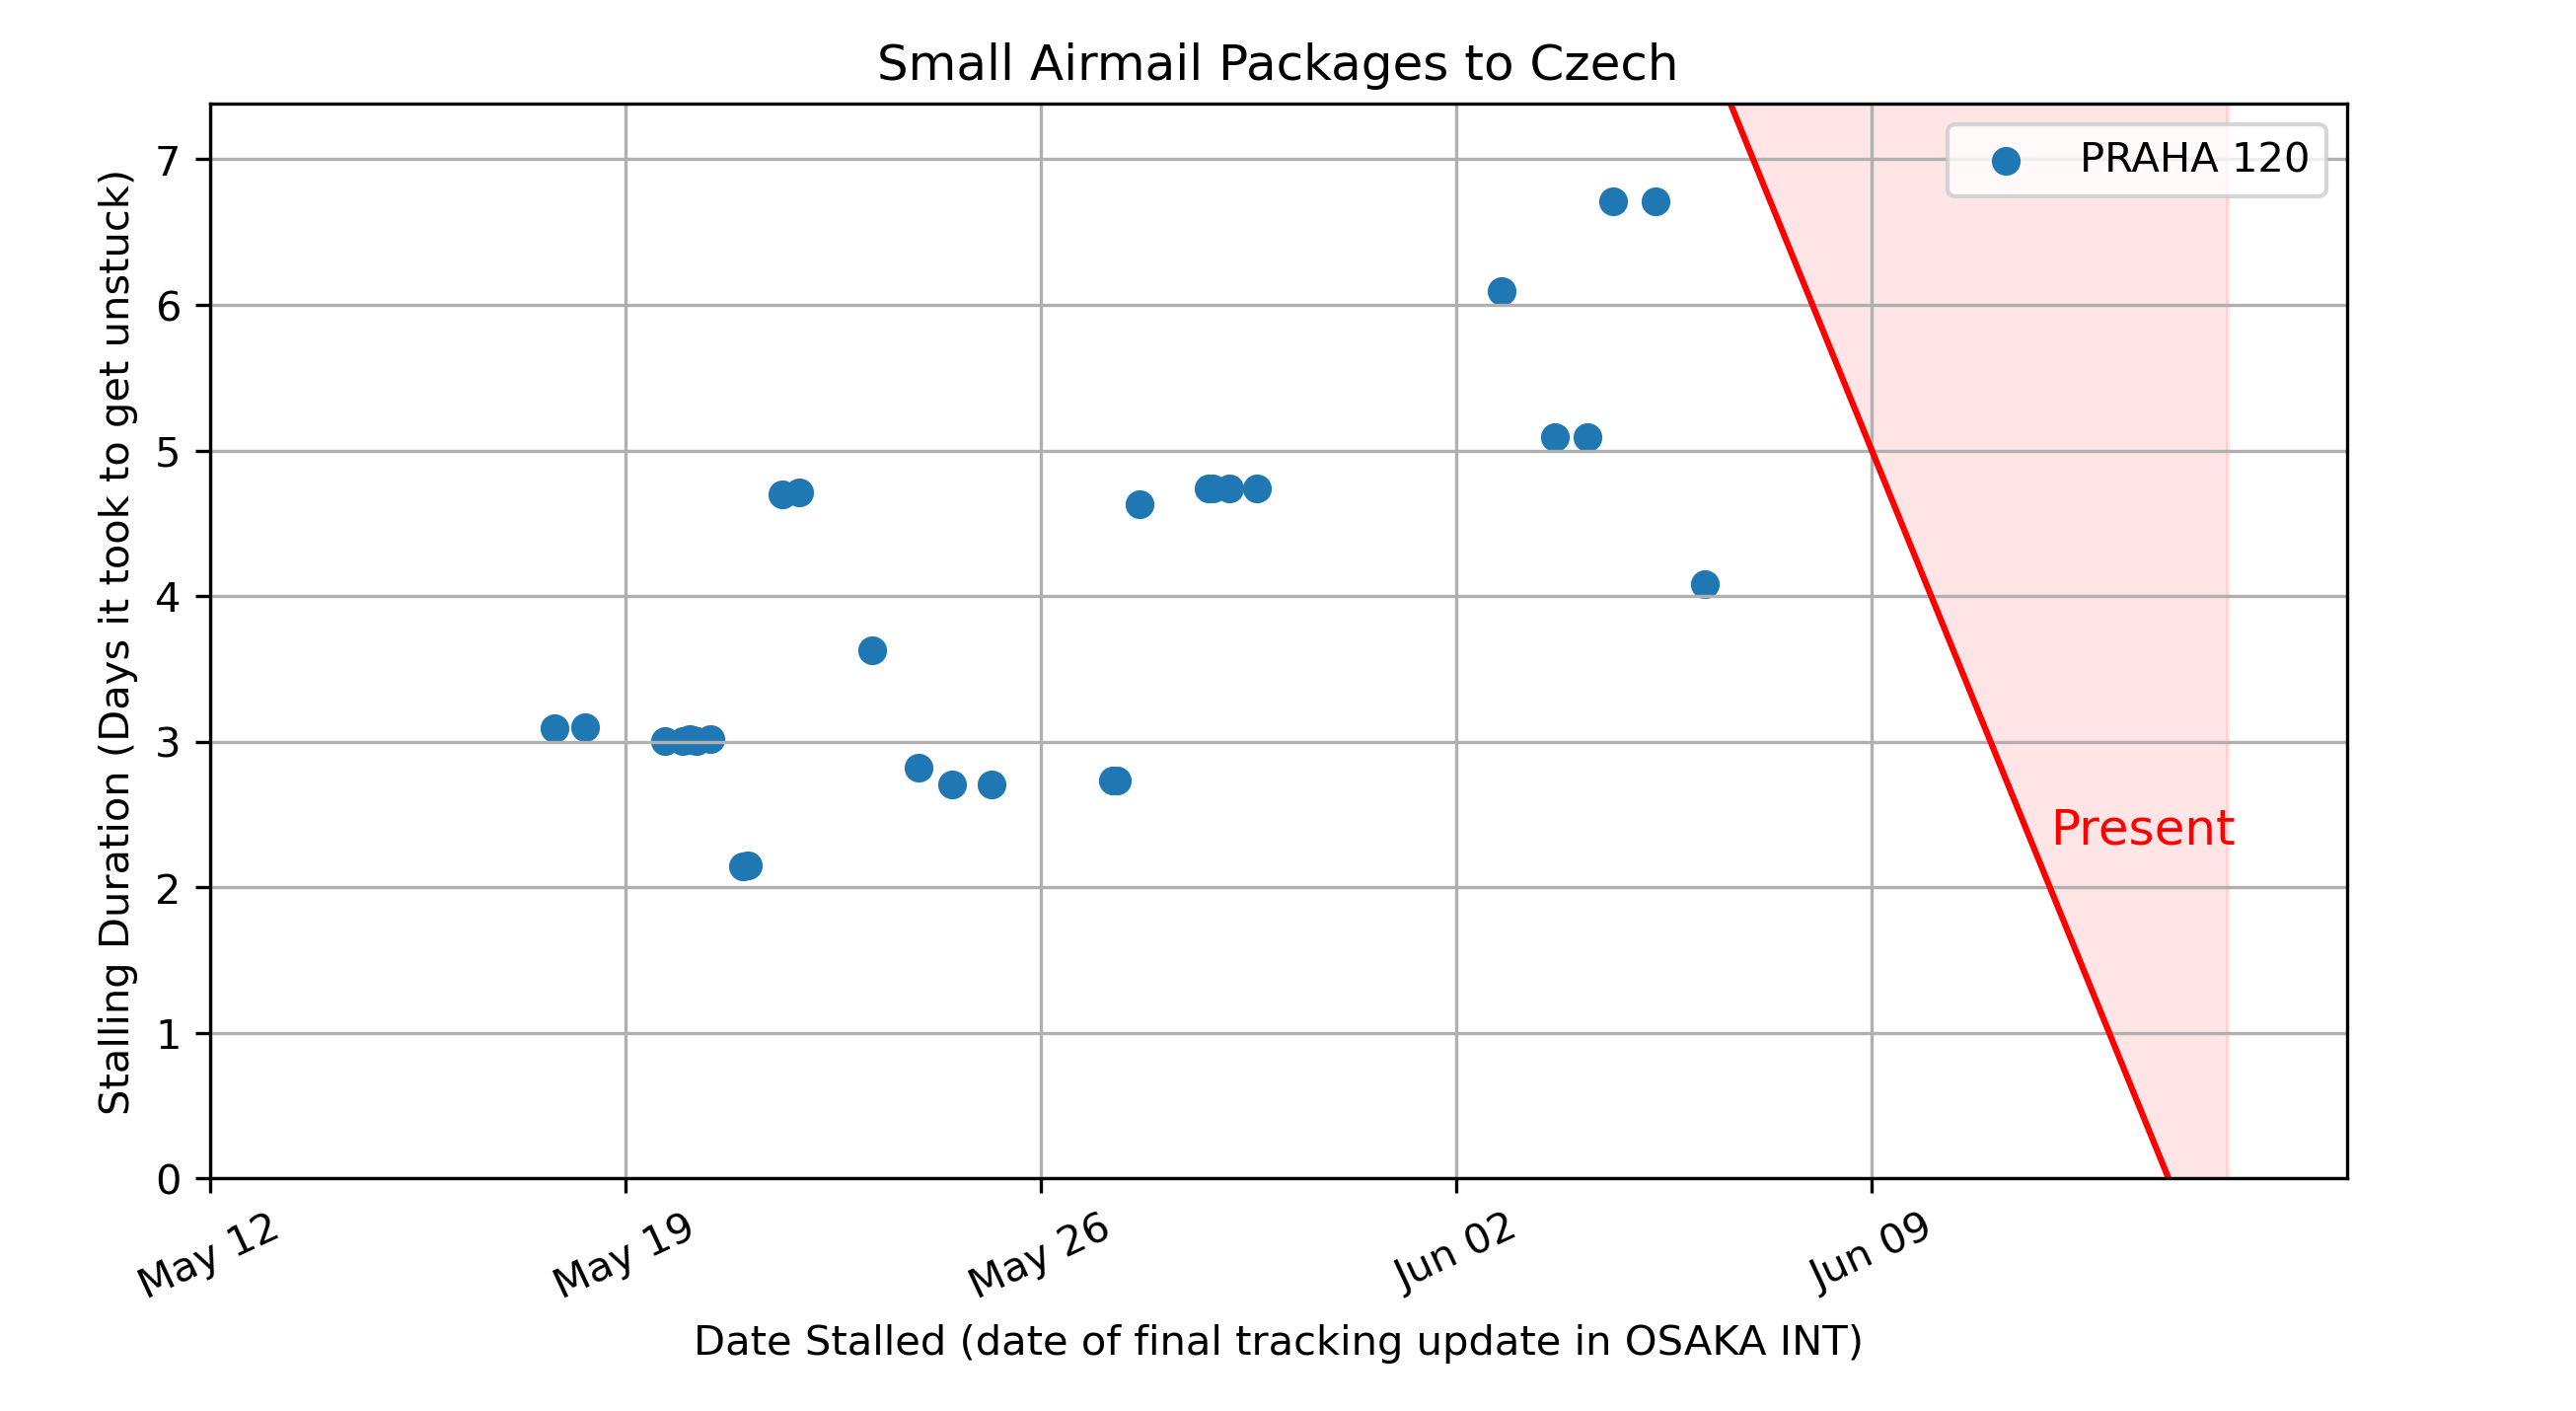 Small Airmail Packages to Czech
PRAHA 120
Stalling Duration (Days it took to get unstuck)
7
6
5
4
3
2
1
0
Present
May 12
May 19
May 26
Jun 02
Jun 09
Date Stalled (date of final tracking update in OSAKA INT)